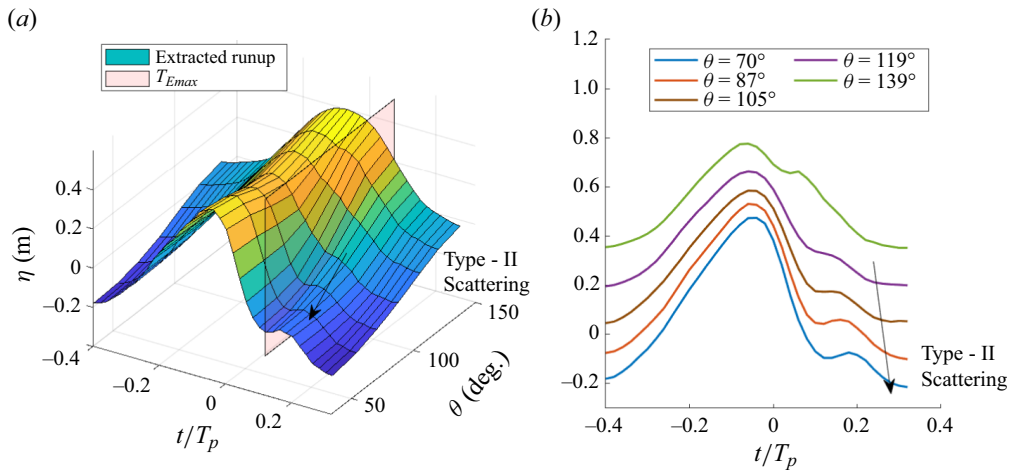 (a)
Extracted runup
T_Emax
0.4
0.2
0
–0.2
–0.4
η (m)
–0.4
–0.2
0
0.2
t/T_p
50
100
150
θ (deg.)
Type - II
Scattering
(b)
θ = 70°
θ = 87°
θ = 105°
θ = 119°
θ = 139°
1.2
1.0
0.8
0.6
0.4
0.2
0
–0.2
–0.4
–0.2
0
0.2
0.4
t/T_p
Type - II
Scattering